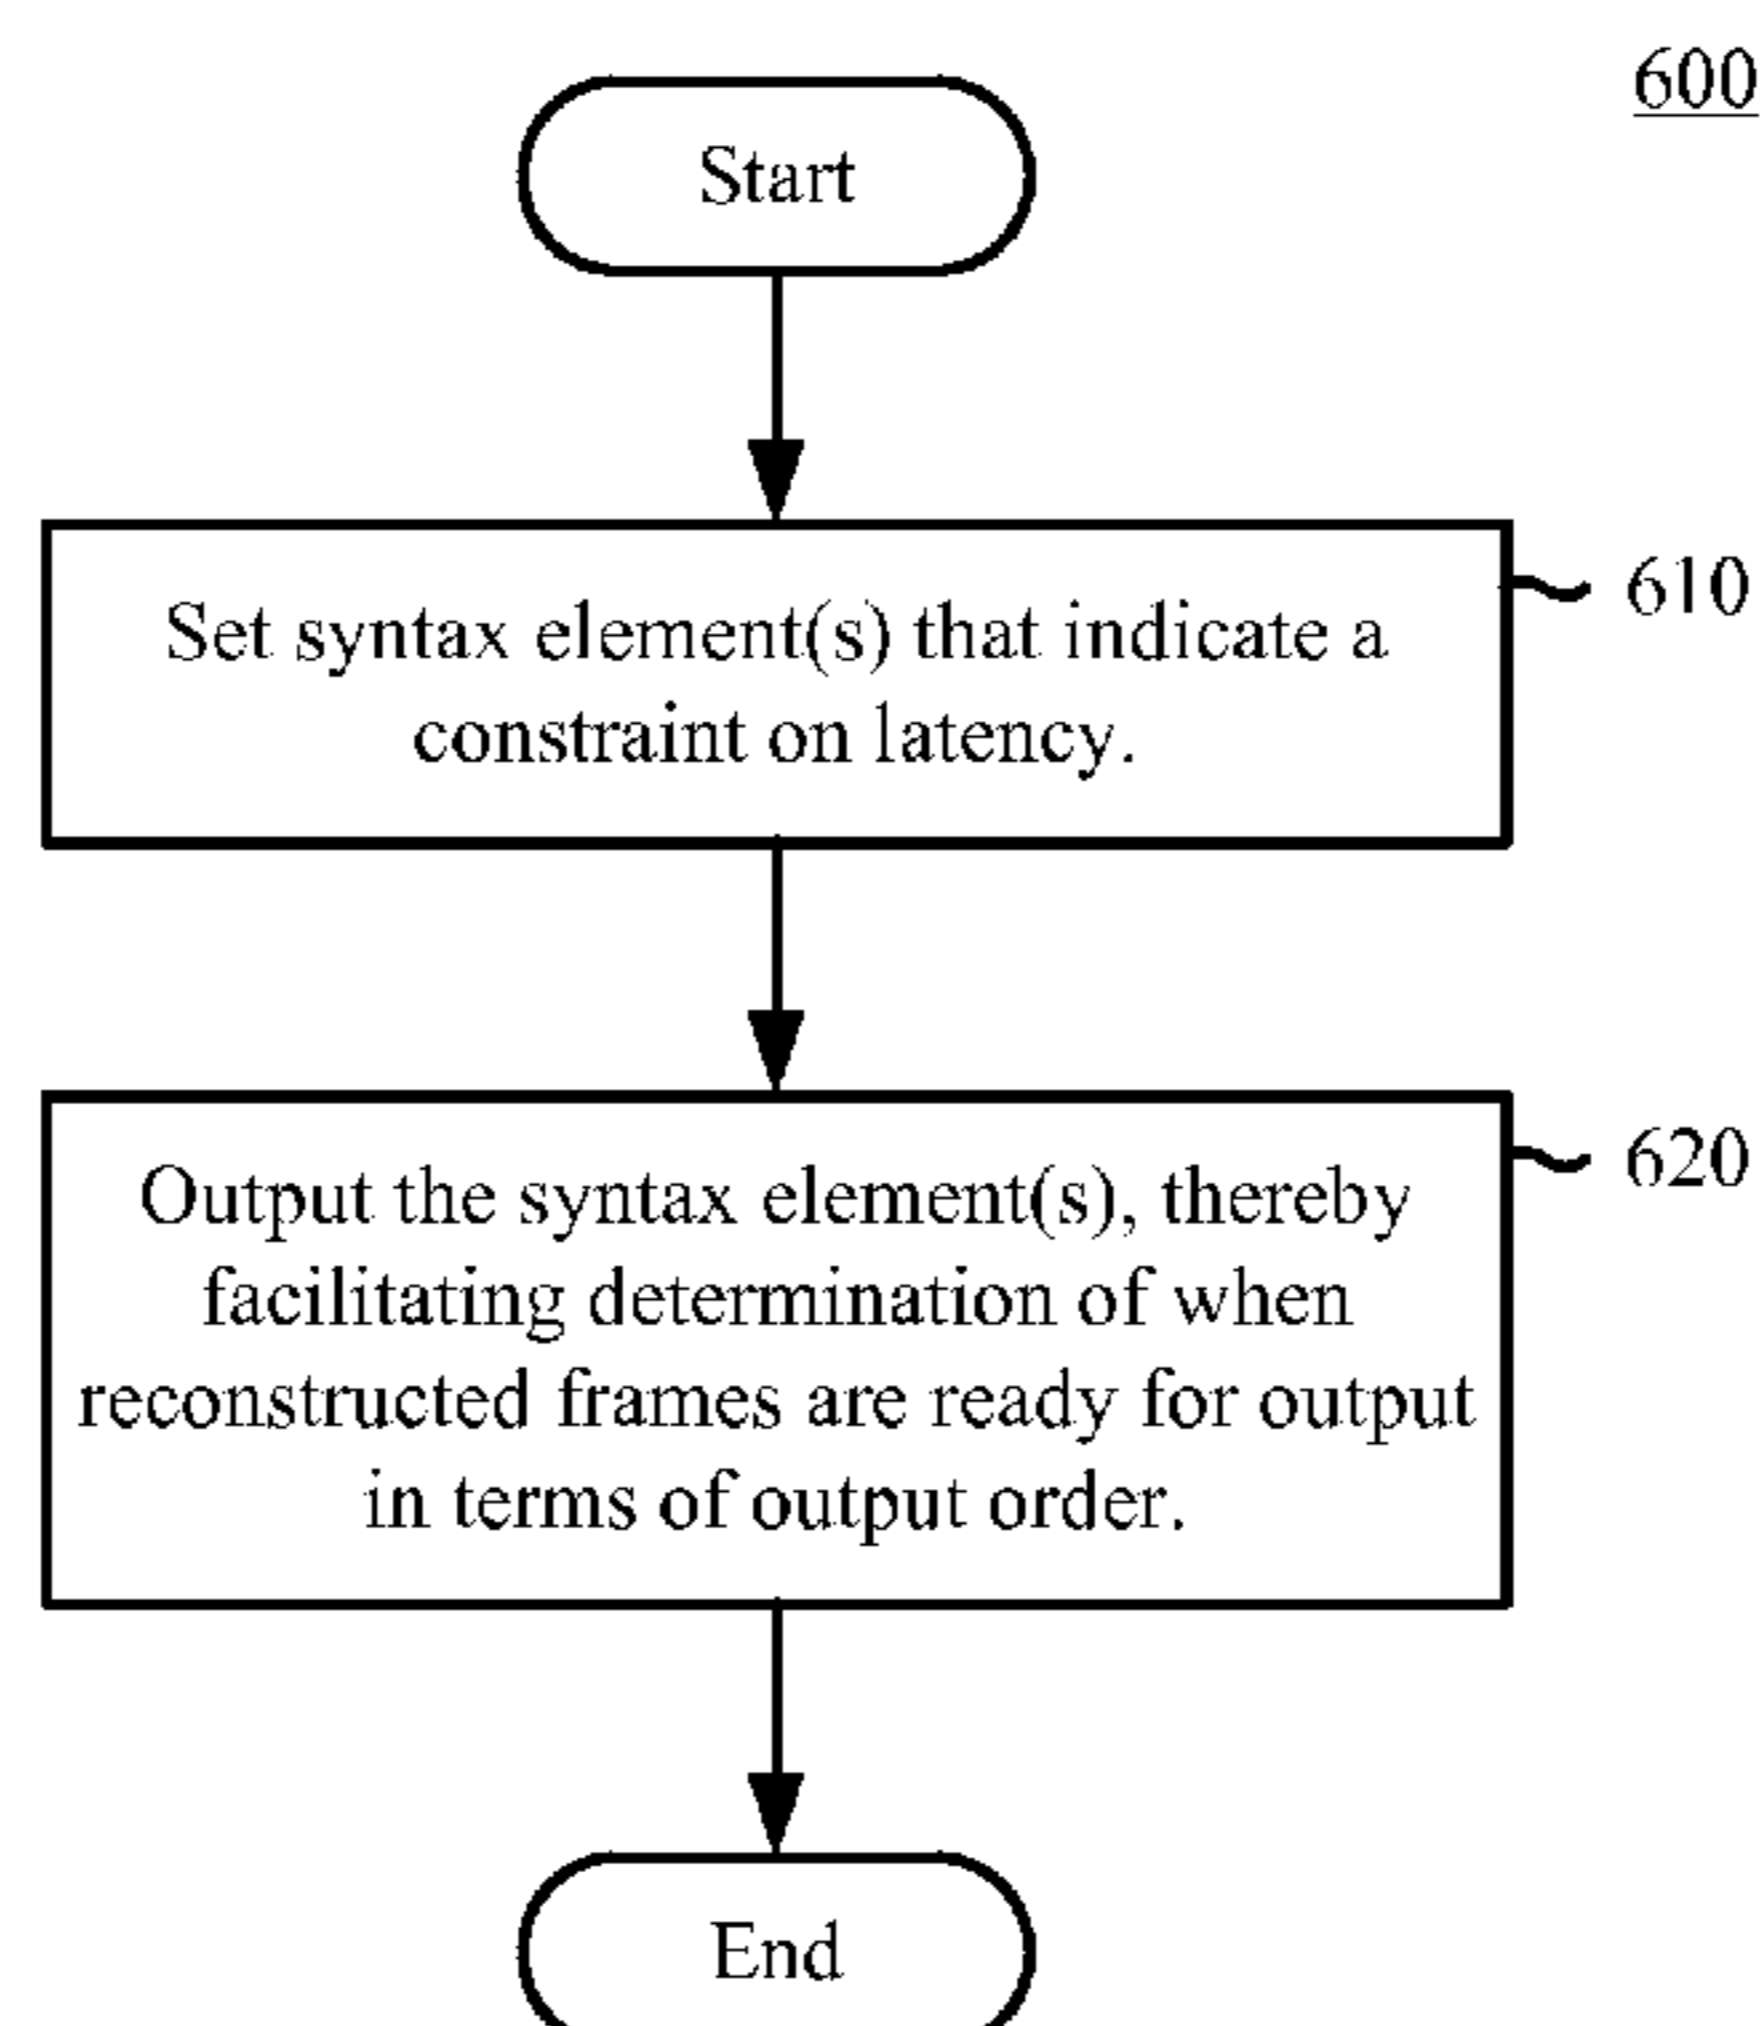 600
Start
Set syntax element(s) that indicate a
constraint on latency.
610
Output the syntax element(s), thereby
facilitating determination of when
reconstructed frames are ready for output
in terms of output order.
620
End